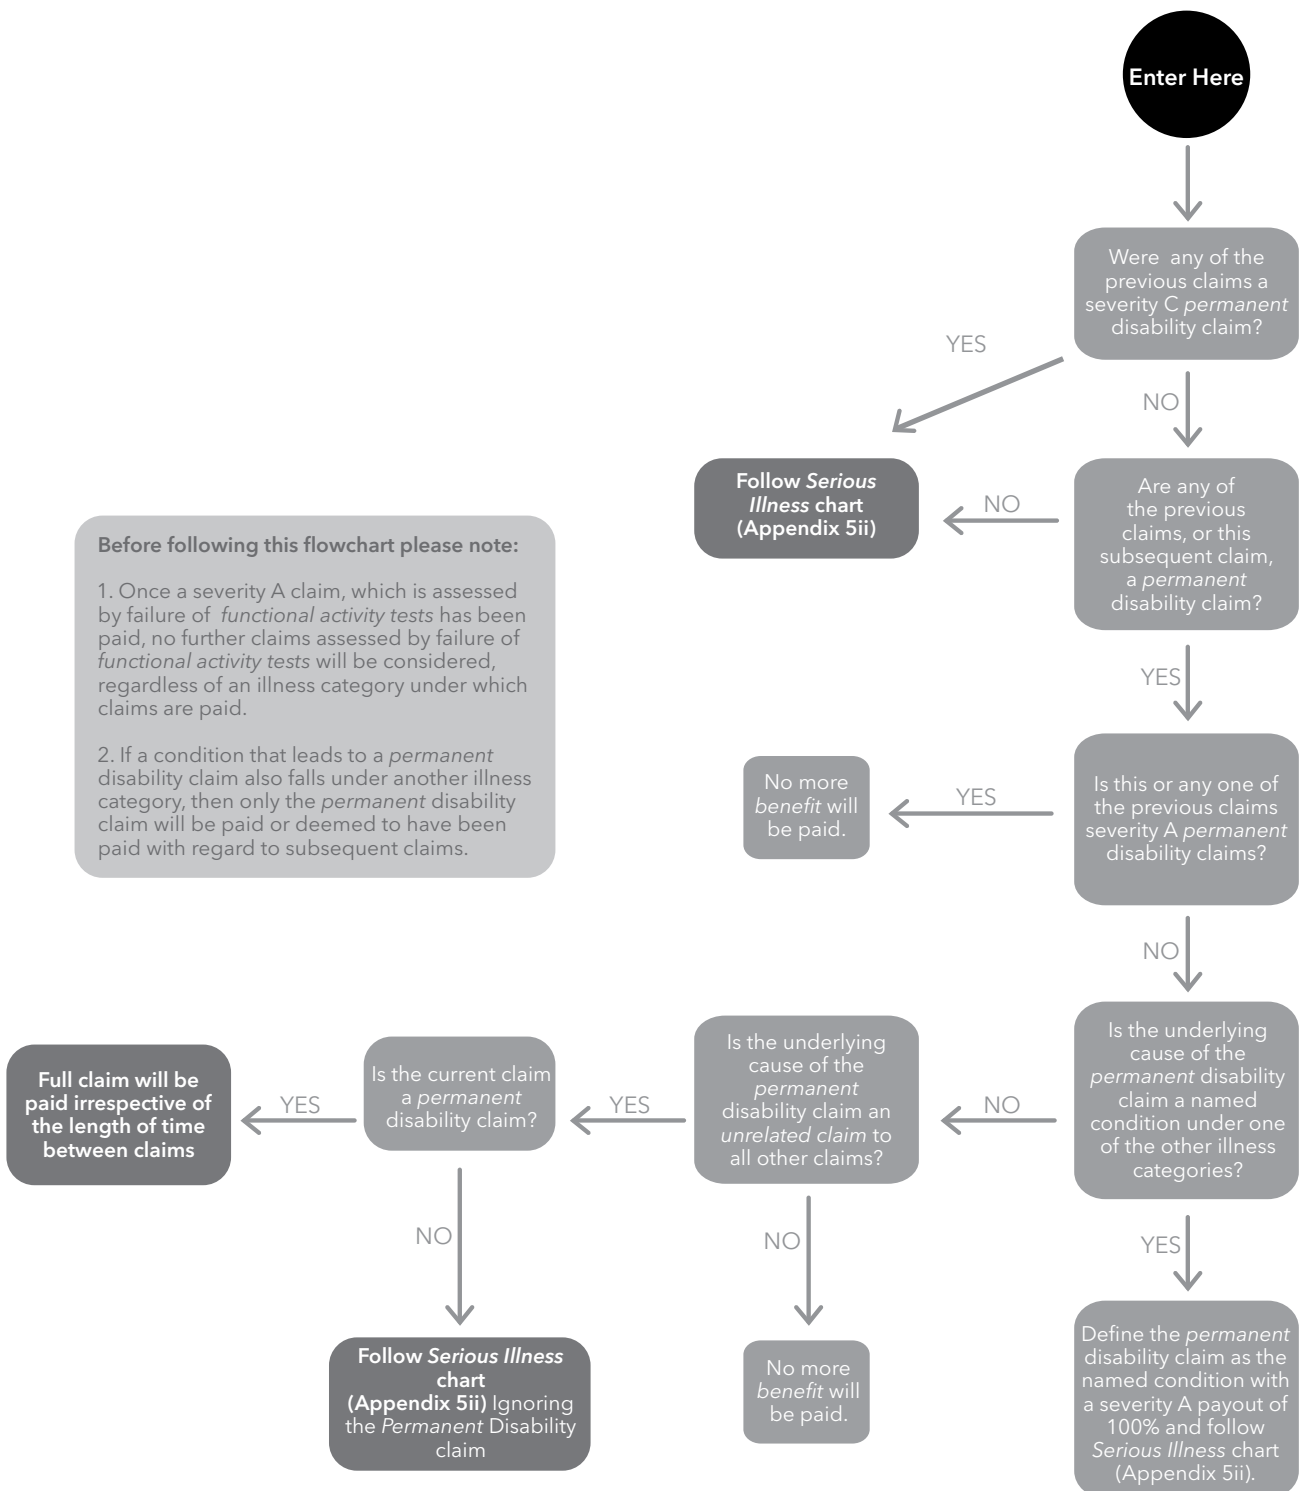 Enter Here
Were any of the
previous claims a
severity C permanent
disability claim?
YES
NO
Follow Serious
Illness chart
(Appendix 5ii)
NO
Are any of
the previous
claims, or this
subsequent claim,
a permanent
disability claim?
Before following this flowchart please note:
1. Once a severity A claim, which is assessed
by failure of functional activity tests has been
paid, no further claims assessed by failure of
functional activity tests will be considered,
regardless of an illness category under which
claims are paid.
2. If a condition that leads to a permanent
disability claim also falls under another illness
category, then only the permanent disability
claim will be paid or deemed to have been
paid with regard to subsequent claims.
YES
No more
benefit will
be paid.
YES
Is this or any one of
the previous claims
severity A permanent
disability claims?
NO
Full claim will be
paid irrespective of
the length of time
between claims
YES
Is the current claim
a permanent
disability claim?
YES
Is the underlying
cause of the
permanent
disability claim an
unrelated claim to
all other claims?
NO
Is the underlying
cause of the
permanent disability
claim a named
condition under one
of the other illness
categories?
NO
NO
YES
Follow Serious Illness
chart
(Appendix 5ii) Ignoring
the Permanent Disability
claim
No more
benefit will
be paid.
Define the permanent
disability claim as the
named condition with
a severity A payout of
100% and follow
Serious Illness chart
(Appendix 5ii).